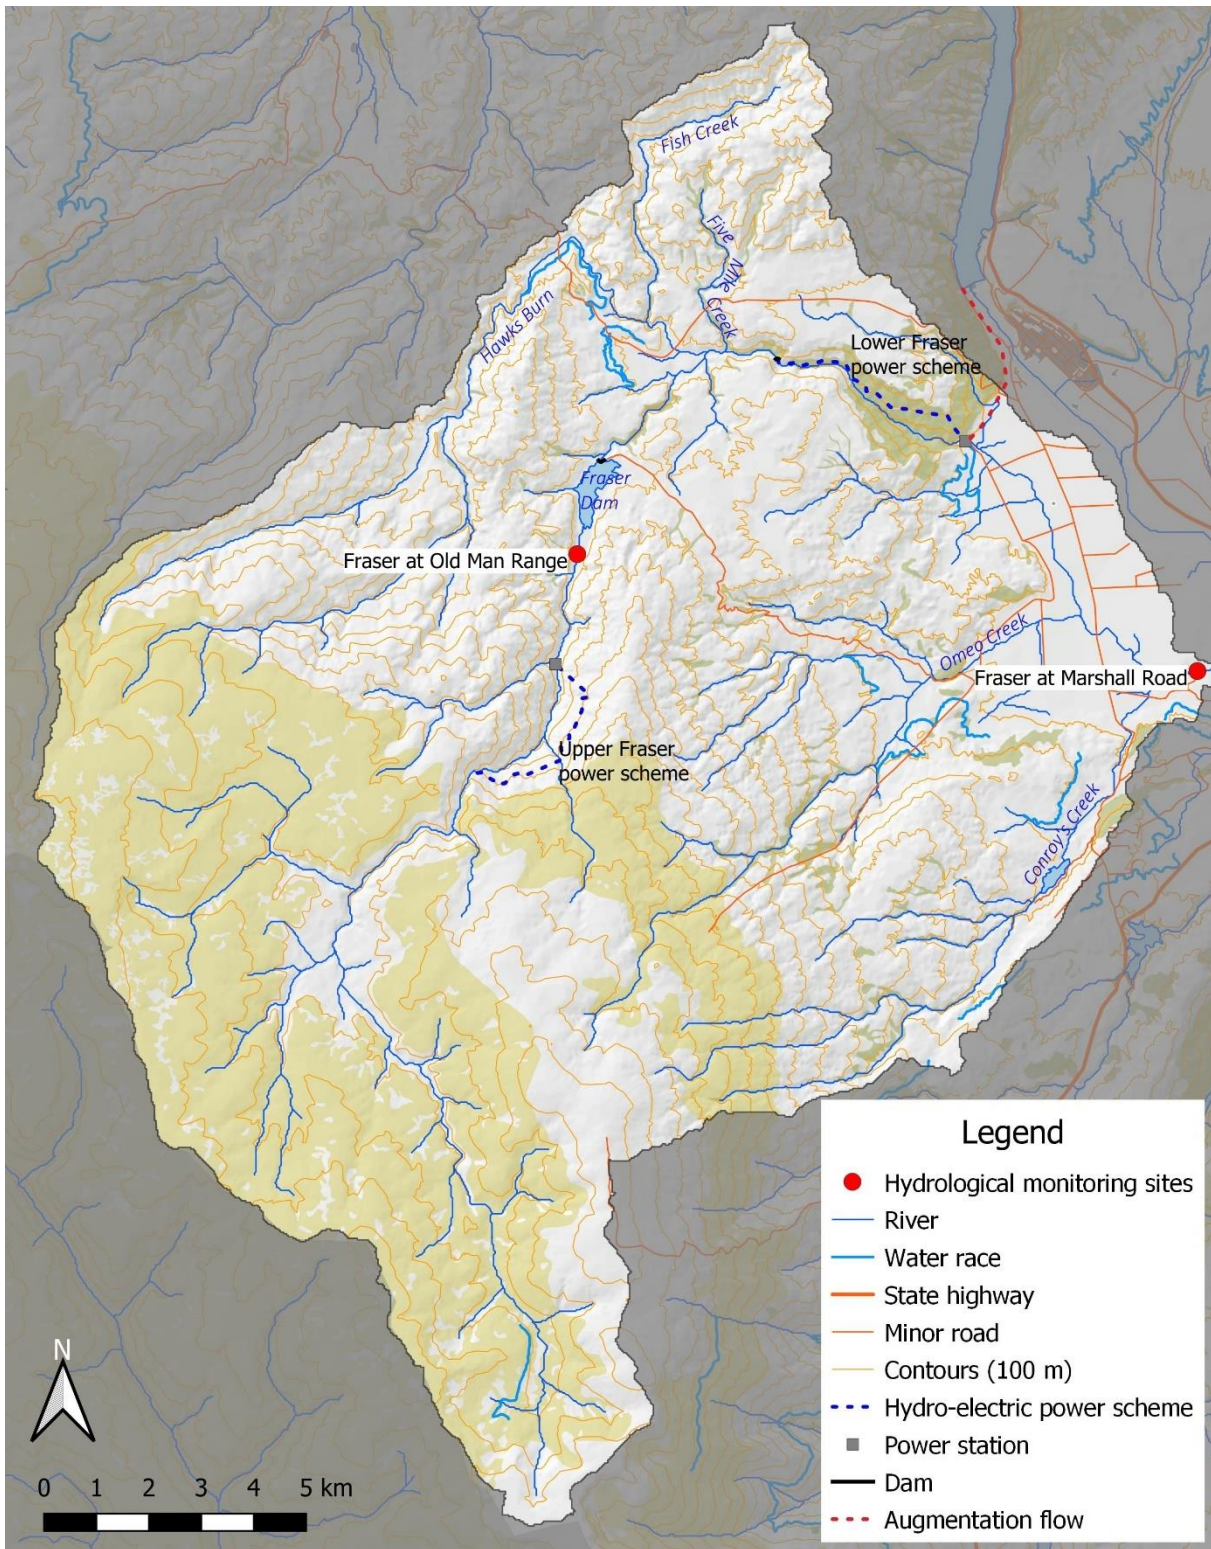 Fish Creek
Five Mile Creek
Hawks Burn
Lower Fraser
power scheme
Fraser
Dam
Fraser at Old Man Range
Omeo Creek
Fraser at Marshall Road
Upper Fraser
power scheme
Conroy's Creek
Legend
Hydrological monitoring sites
River
Water race
State highway
Minor road
Contours (100 m)
Hydro-electric power scheme
Power station
Dam
Augmentation flow
N
0 1 2 3 4 5 km